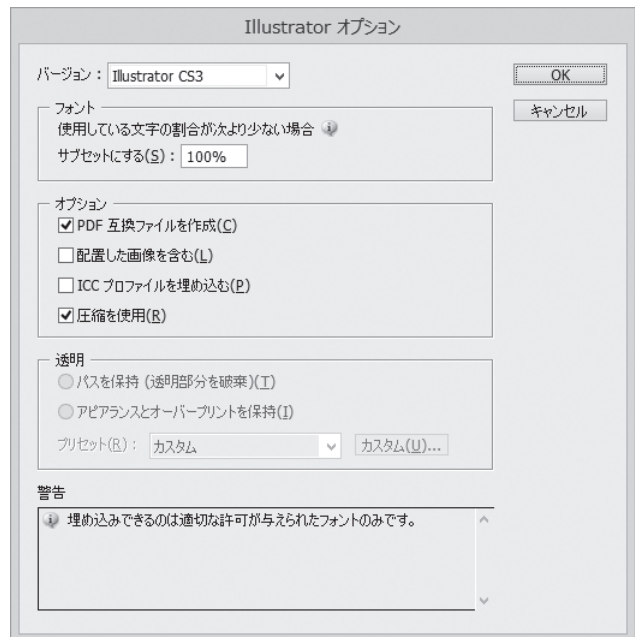 Illustrator オプション
バージョン： Illustrator CS3
OK
キャンセル
フォント
使用している文字の割合が次より少ない場合
サブセットにする(S)： 100%
オプション
PDF 互換ファイルを作成(C)
配置した画像を含む(L)
ICC プロファイルを埋め込む(P)
圧縮を使用(R)
透明
パスを保持 (透明部分を破棄)(T)
アピアランスとオーバープリントを保持(I)
プリセット(R)： カスタム カスタム(U)...
警告
埋め込みできるのは適切な許可が与えられたフォントのみです。